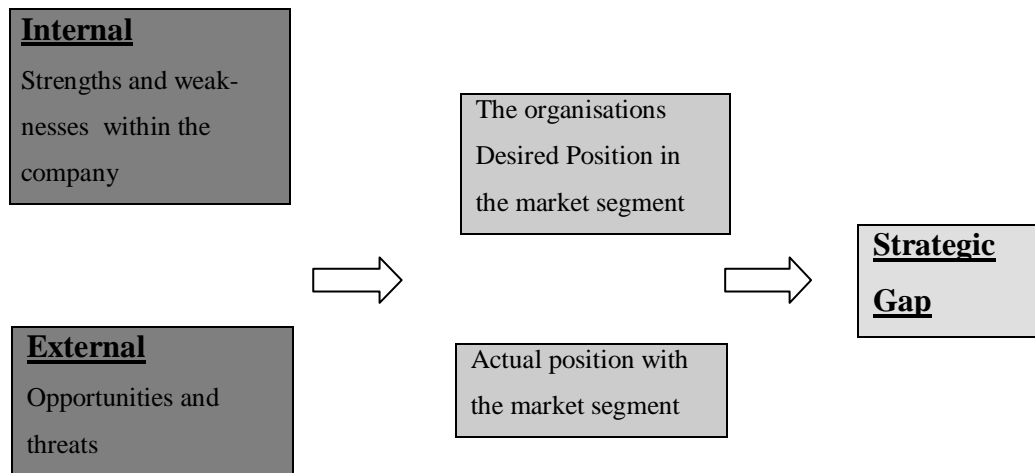 Internal
Strengths and weak-
nesses within the
company
External
Opportunities and
threats
The organisations
Desired Position in
the market segment
Actual position with
the market segment
Strategic
Gap